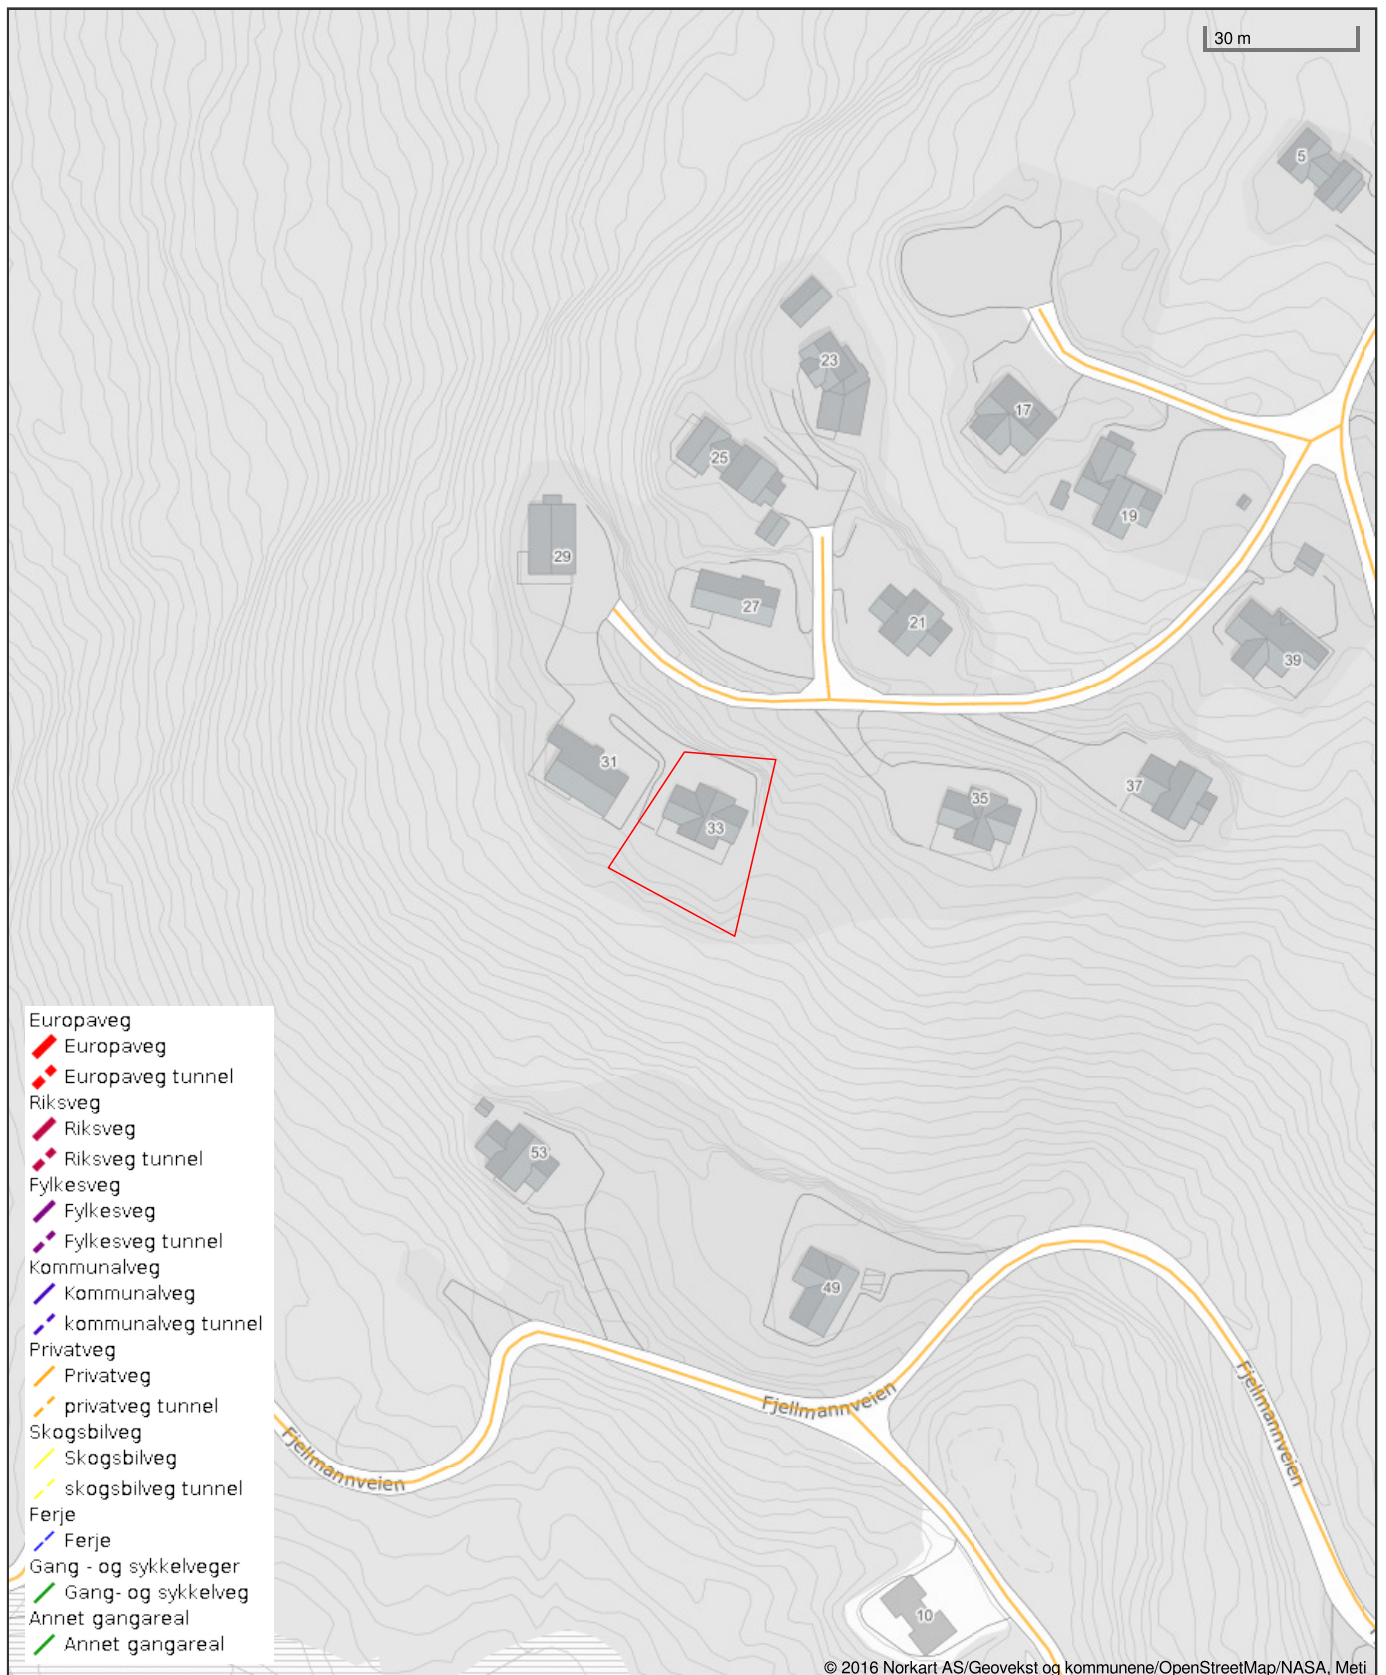 30 m
5
23
17
25
19
29
27
21
39
31
37
35
33
Europaveg
Europaveg
Europaveg tunnel
Riksveg
Riksveg
Riksveg tunnel
Fylkesveg
Fylkesveg
Fylkesveg tunnel
Kommunalveg
Kommunalveg
kommunalveg tunnel
Privatveg
Privatveg
privatveg tunnel
Skogsbilveg
Skogsbilveg
skogsbilveg tunnel
Ferje
Ferje
Gang - og sykkelveger
Gang- og sykkelveg
Annet gangareal
Annet gangareal
53
49
Fjellmannveien
Fjellmannveien
Fjellmannveien
10
© 2016 Norkart AS/Geovekst og kommunene/OpenStreetMap/NASA, Meti